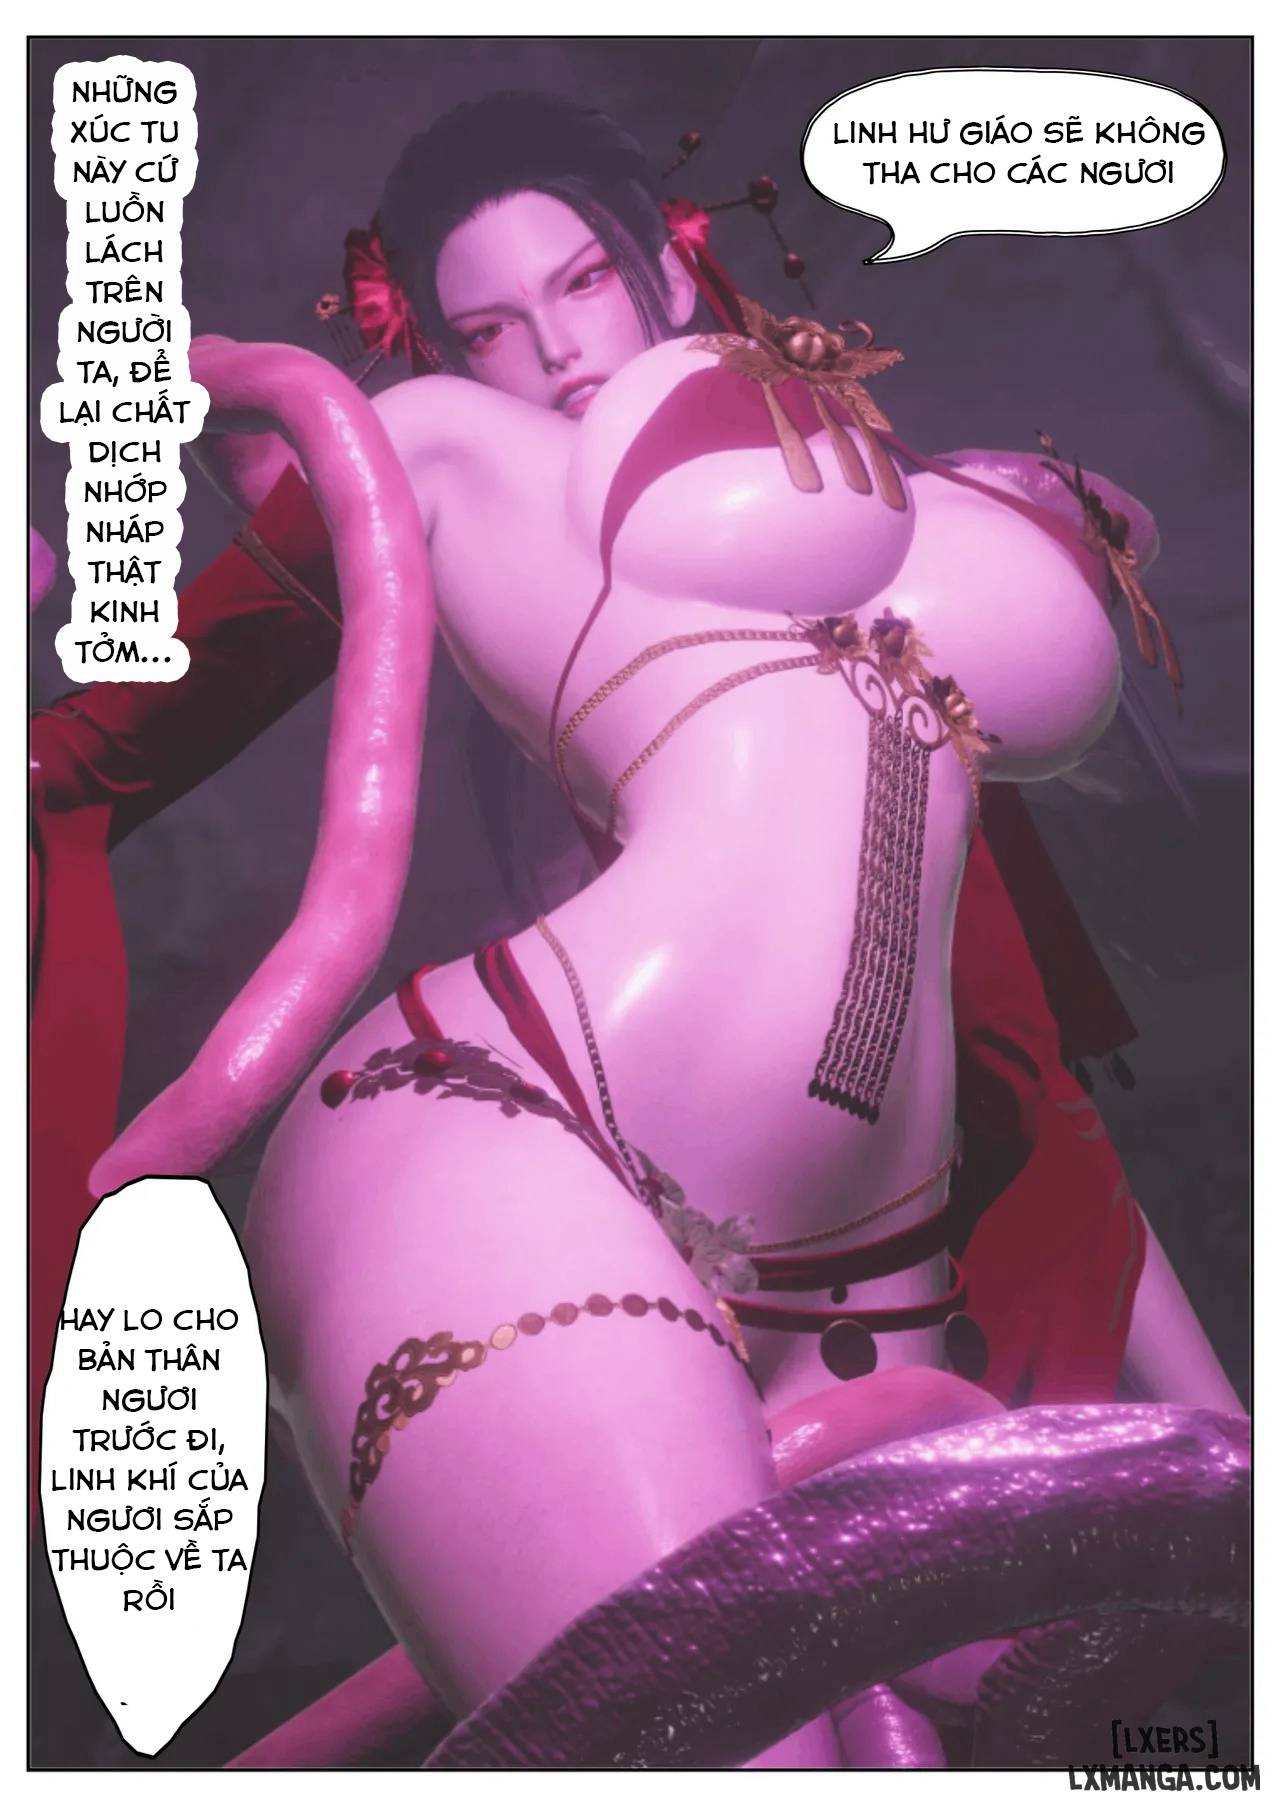 NHỮNG
XÚC TU
NÀY CỨ
LUỒN
LÁCH
TRÊN
NGƯỜI
TA, ĐỂ
LẠI CHẤT
DỊCH
NHỚP
NHÁP
THẬT
KINH
TỞM...
LINH HƯ GIÁO SẼ KHÔNG
THA CHO CÁC NGƯƠI
HAY LO CHO
BẢN THÂN
NGƯƠI
TRƯỚC ĐI,
LINH KHÍ CỦA
NGƯƠI SẮP
THUỘC VỀ TA
RỒI
[LXERS]
LXMANGA.COM